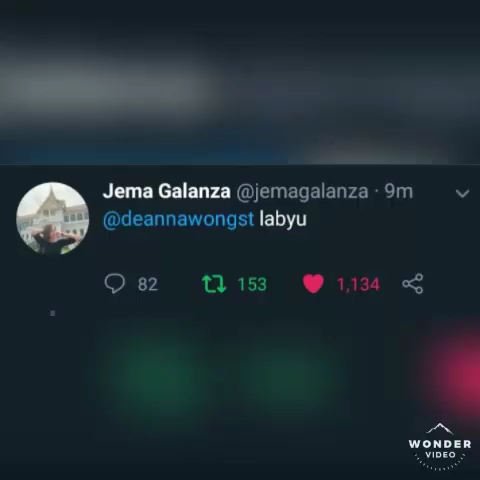 Jema Galanza @jemagalanza · 9m
@deannawongst labyu
82 153 1,134
WONDER
VIDEO